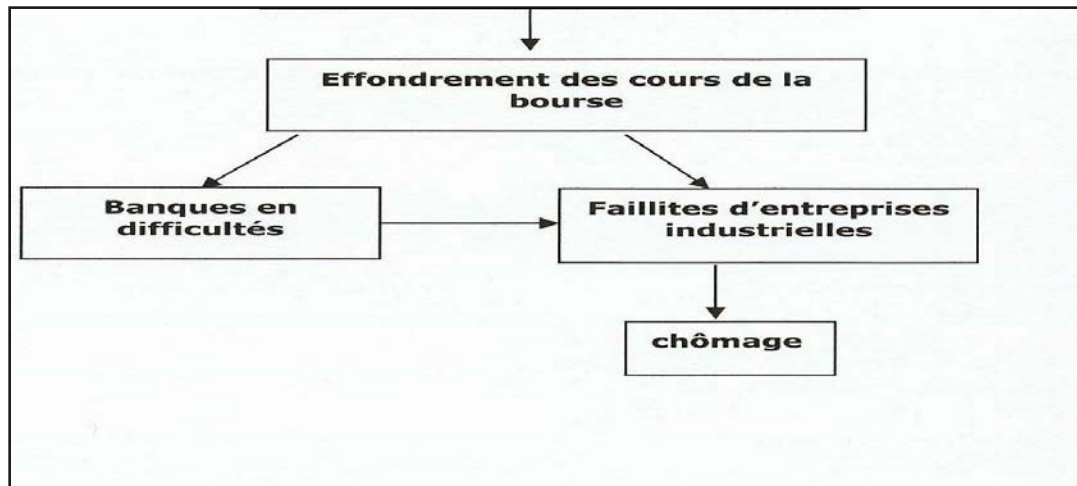 Effondrement des cours de la
bourse
Banques en
difficultés
Faillites d’entreprises
industrielles
chômage